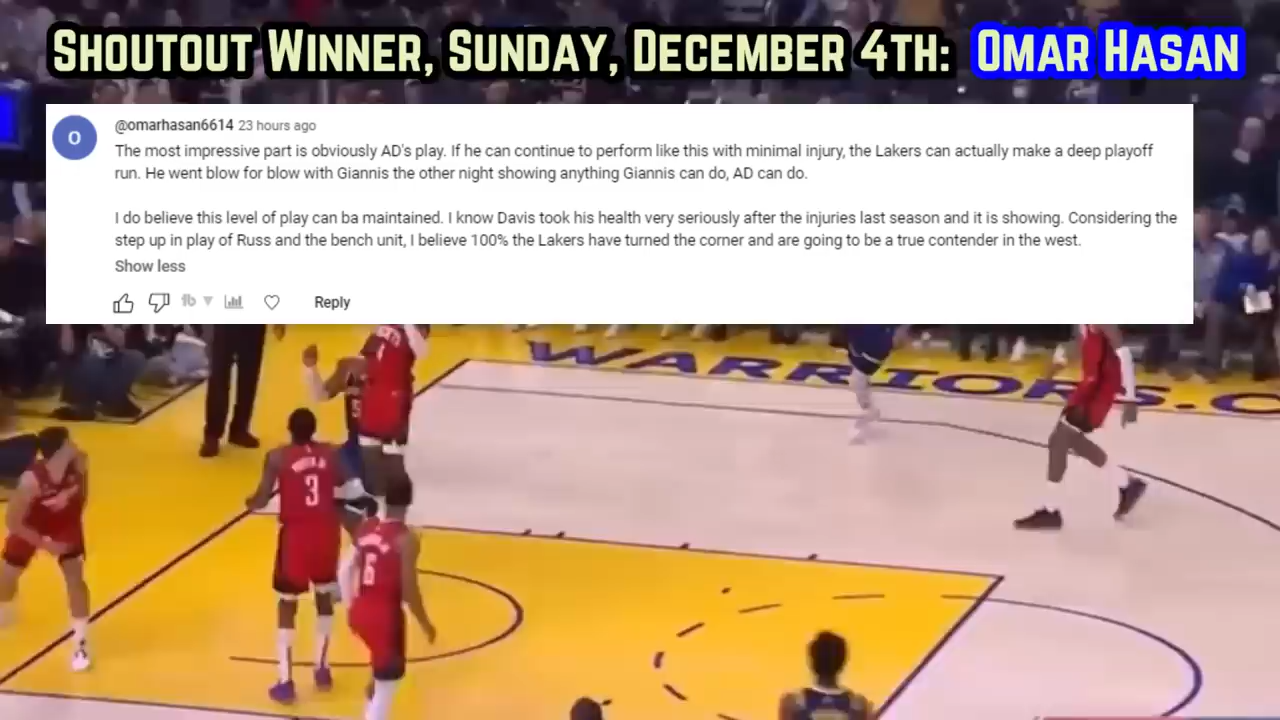 Shoutout Winner, Sunday, December 4th: Omar Hasan
O
@omarhasan6614 23 hours ago
The most impressive part is obviously AD's play. If he can continue to perform like this with minimal injury, the Lakers can actually make a deep playoff
run. He went blow for blow with Giannis the other night showing anything Giannis can do, AD can do.
I do believe this level of play can ba maintained. I know Davis took his health very seriously after the injuries last season and it is showing. Considering the
step up in play of Russ and the bench unit, I believe 100% the Lakers have turned the corner and are going to be a true contender in the west.
Show less
tb
Reply
WARRIORS.C
3
6